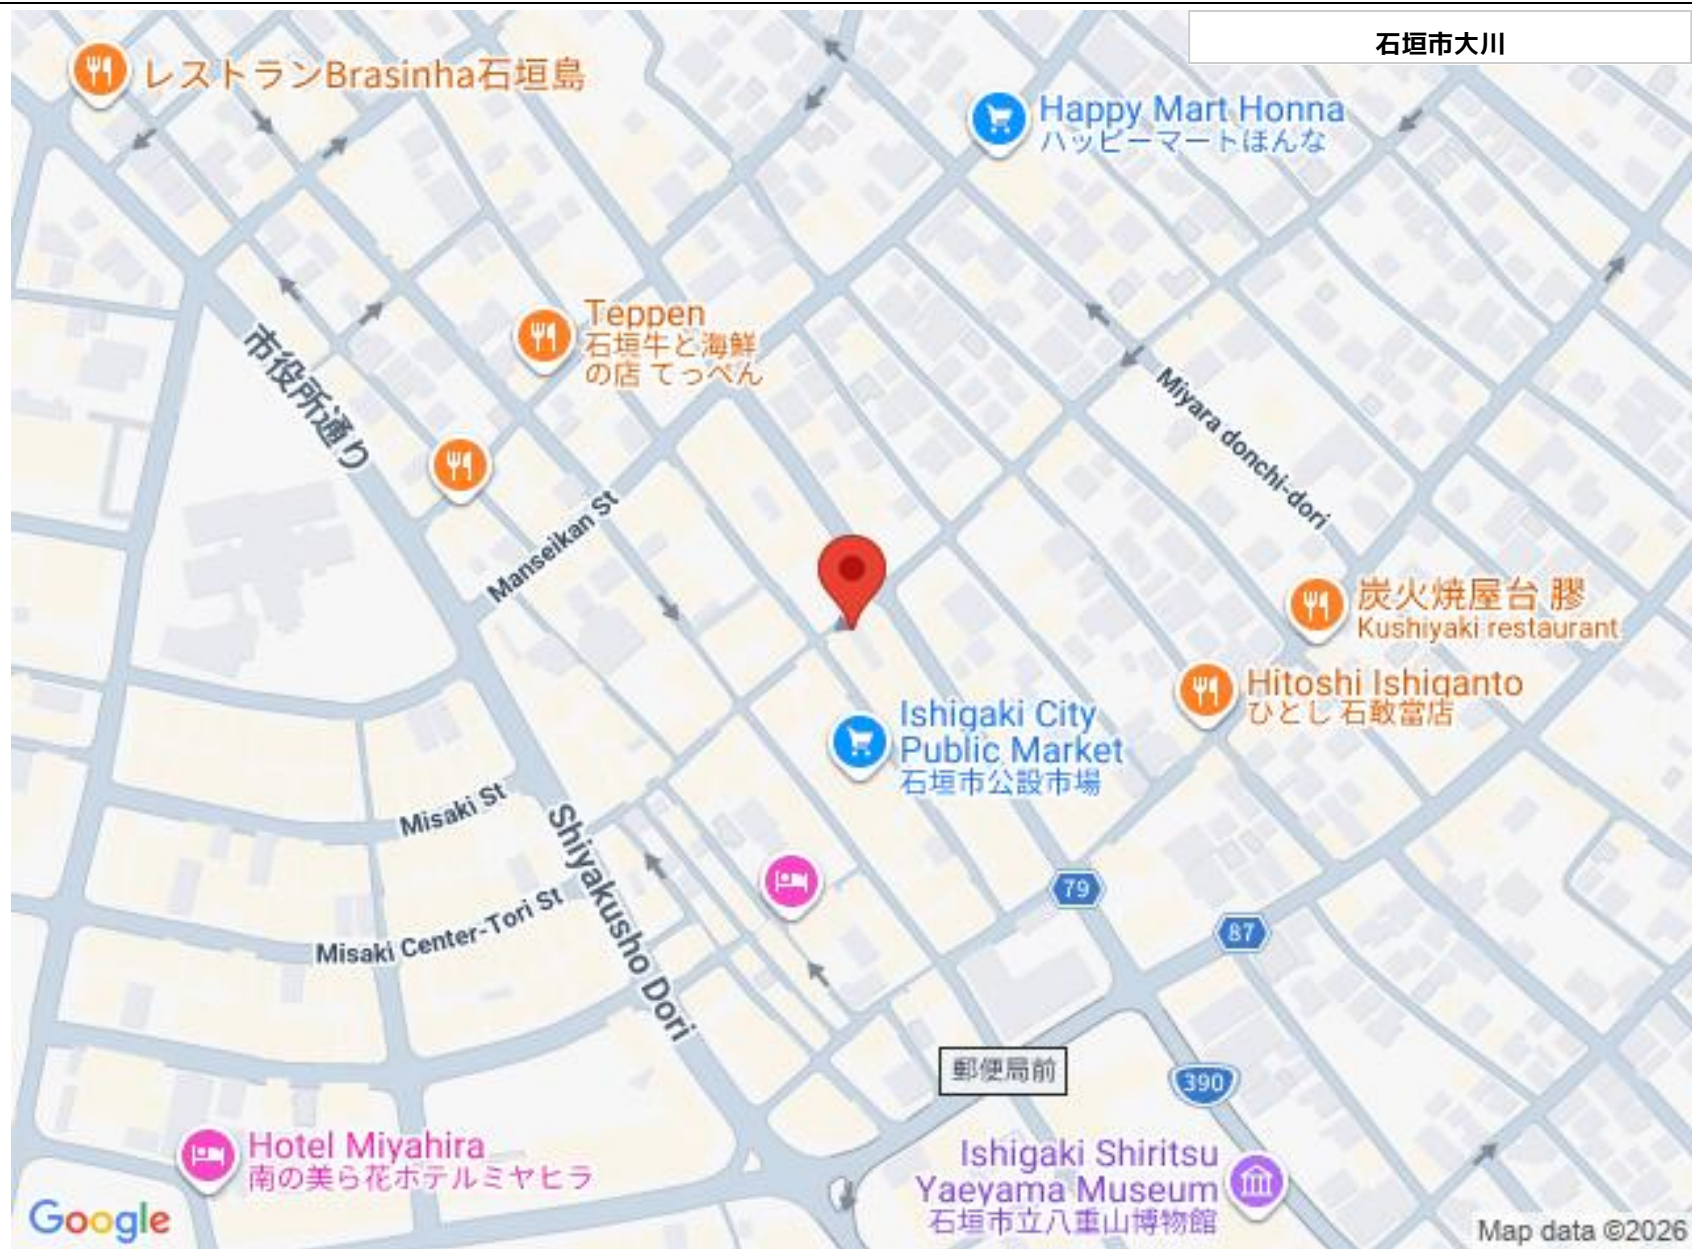 石垣市大川
レストランBrasinha石垣島
Happy Mart Honna
ハッピーマートほんな
Teppen
石垣牛と海鮮
の店 てっぺん
市役所通り
Miyara donchi-dori
Manseikan St
炭火焼屋台 膠
Kushiyaki restaurant
Hitoshi Ishiganto
ひとし 石敢當店
Ishigaki City
Public Market
石垣市公設市場
Misaki St
Shiyakusho Dori
79
Misaki Center-Tori St
87
郵便局前
390
Hotel Miyahira
南の美ら花ホテルミヤヒラ
Ishigaki Shiritsu
Yaeyama Museum
石垣市立八重山博物館
Google
Map data ©2026